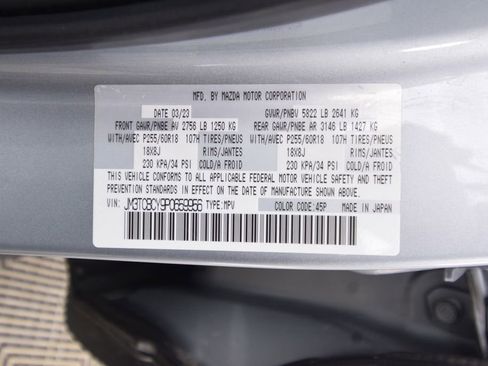 MFD. BY MAZDA MOTOR CORPORATION
DATE 03/23 GVWR/PNBV 5822 LB 2641 KG
FRONT GAWR/PNBE AV 2756 LB 1250 KG REAR GAWR/PNBE AR 3146 LB 1427 KG
WITH/AVEC P255/60R18 107H TIRES/PNEUS WITH/AVEC P255/60R18 107H TIRES/PNEUS
18X8J RIMS/JANTES 18X8J RIMS/JANTES
230 KPA/34 PSI COLD/A FROID 230 KPA/34 PSI COLD/A FROID
THIS VEHICLE CONFORMS TO ALL APPLICABLE FEDERAL MOTOR VEHICLE SAFETY AND
THEFT PREVENTION STANDARDS IN EFFECT ON THE DATE OF MANUFACTURE SHOWN ABOVE.
VIN: JM3TCBCY9P0659966 TYPE:MPV COLOR CODE:45P MADE IN JAPAN